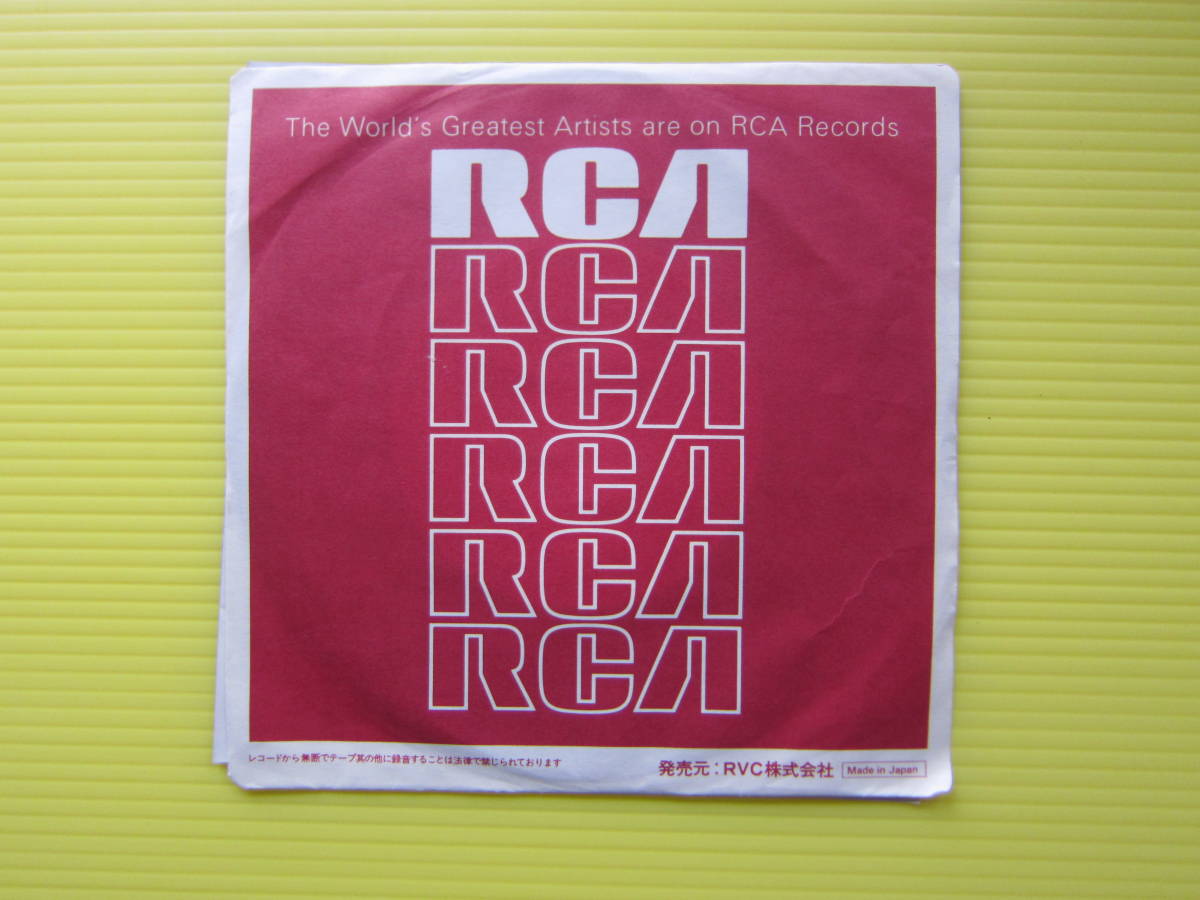 The World's Greatest Artists are on RCA Records
RCA
RCA
RCA
RCA
RCA
RCA
レコードから無断でテープ其の他に録音することは法律で禁じられております
発売元:RVC株式会社 Made in Japan